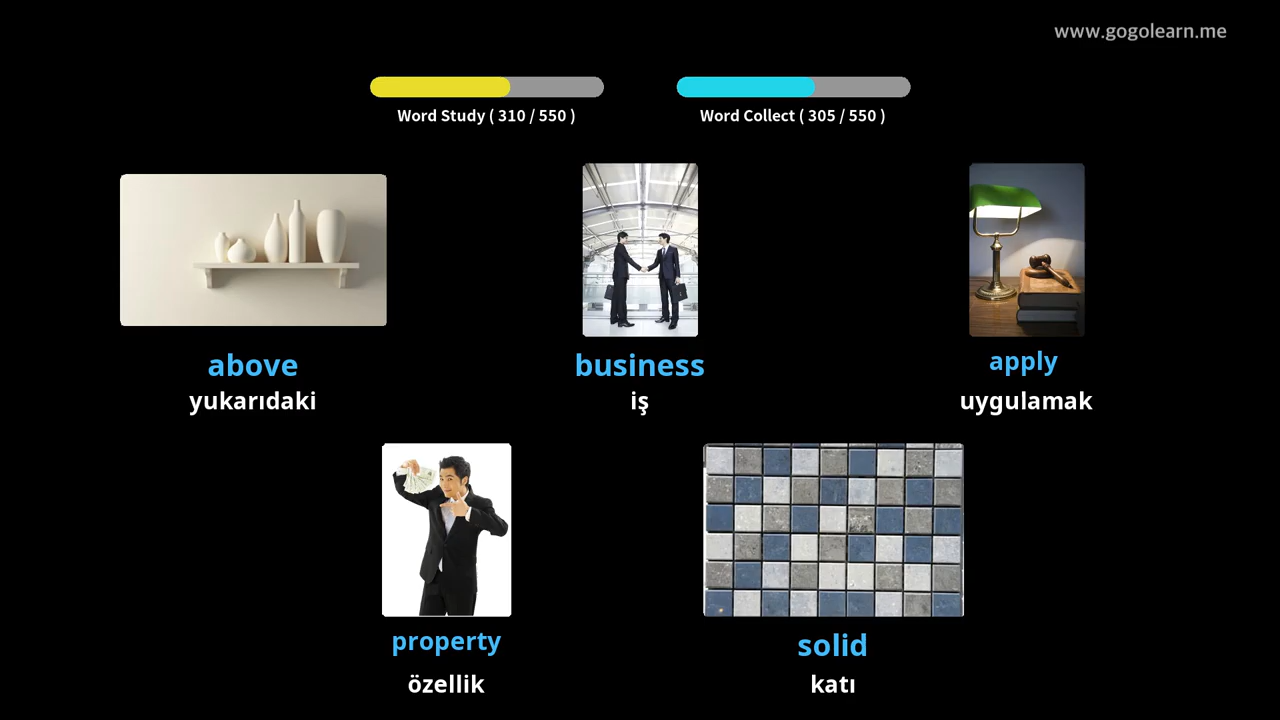 www.gogolearn.me
Word Study ( 310 / 550 )
Word Collect ( 305 / 550 )
above
yukarıdaki
business
iş
apply
uygulamak
property
özellik
solid
katı